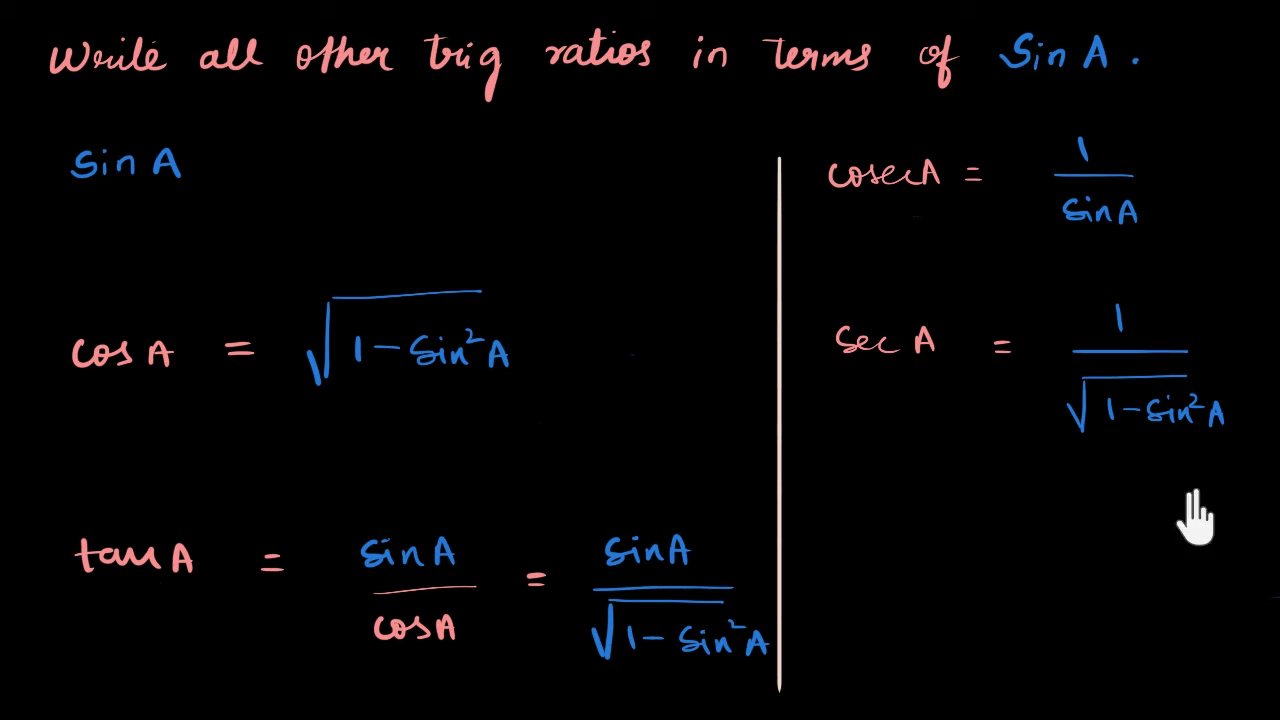 Write all other trig ratios in terms of Sin A.
sin A
cos A = √(1 - sin²A)
tan A = sin A / cos A = sin A / √(1 - sin²A)
cosec A = 1 / sin A
sec A = 1 / √(1 - sin²A)